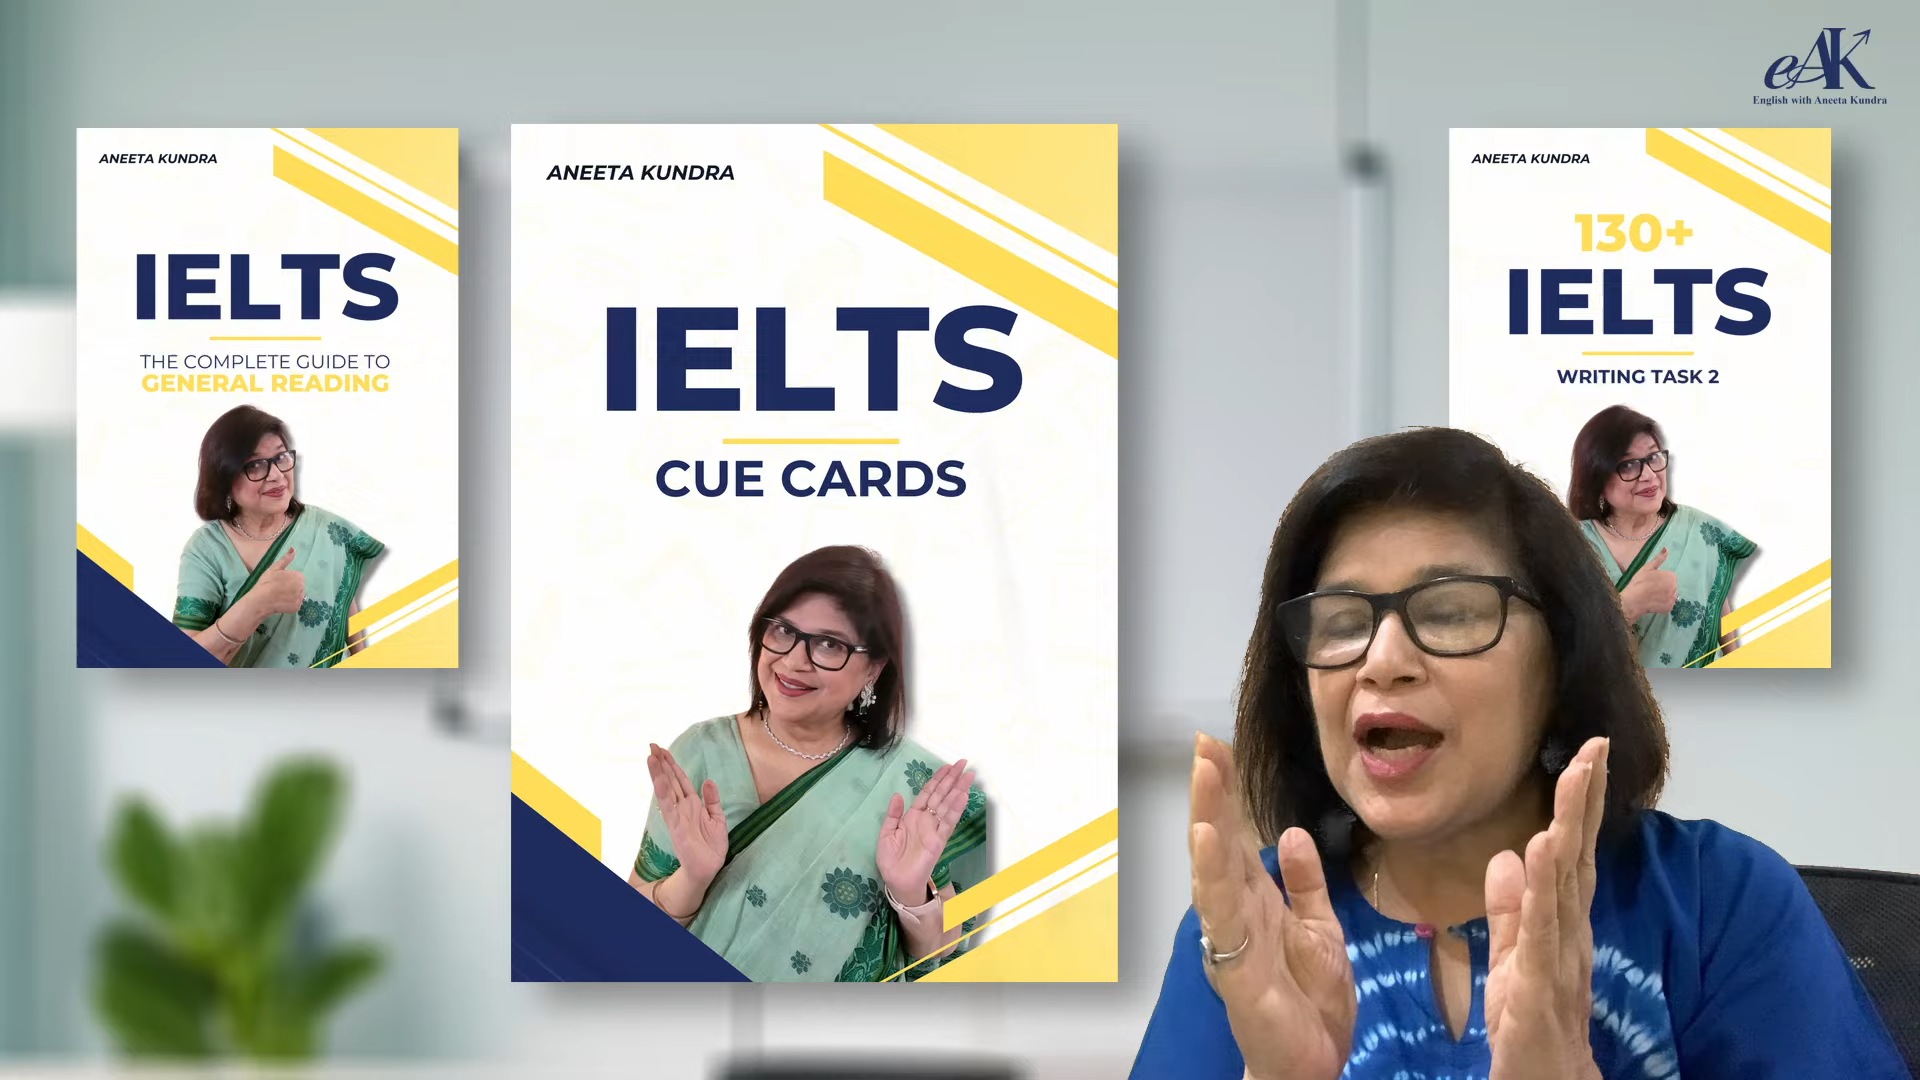 ANEETA KUNDRA
IELTS
THE COMPLETE GUIDE TO
GENERAL READING
ANEETA KUNDRA
IELTS
CUE CARDS
eAK
English with Aneeta Kundra
ANEETA KUNDRA
130+
IELTS
WRITING TASK 2